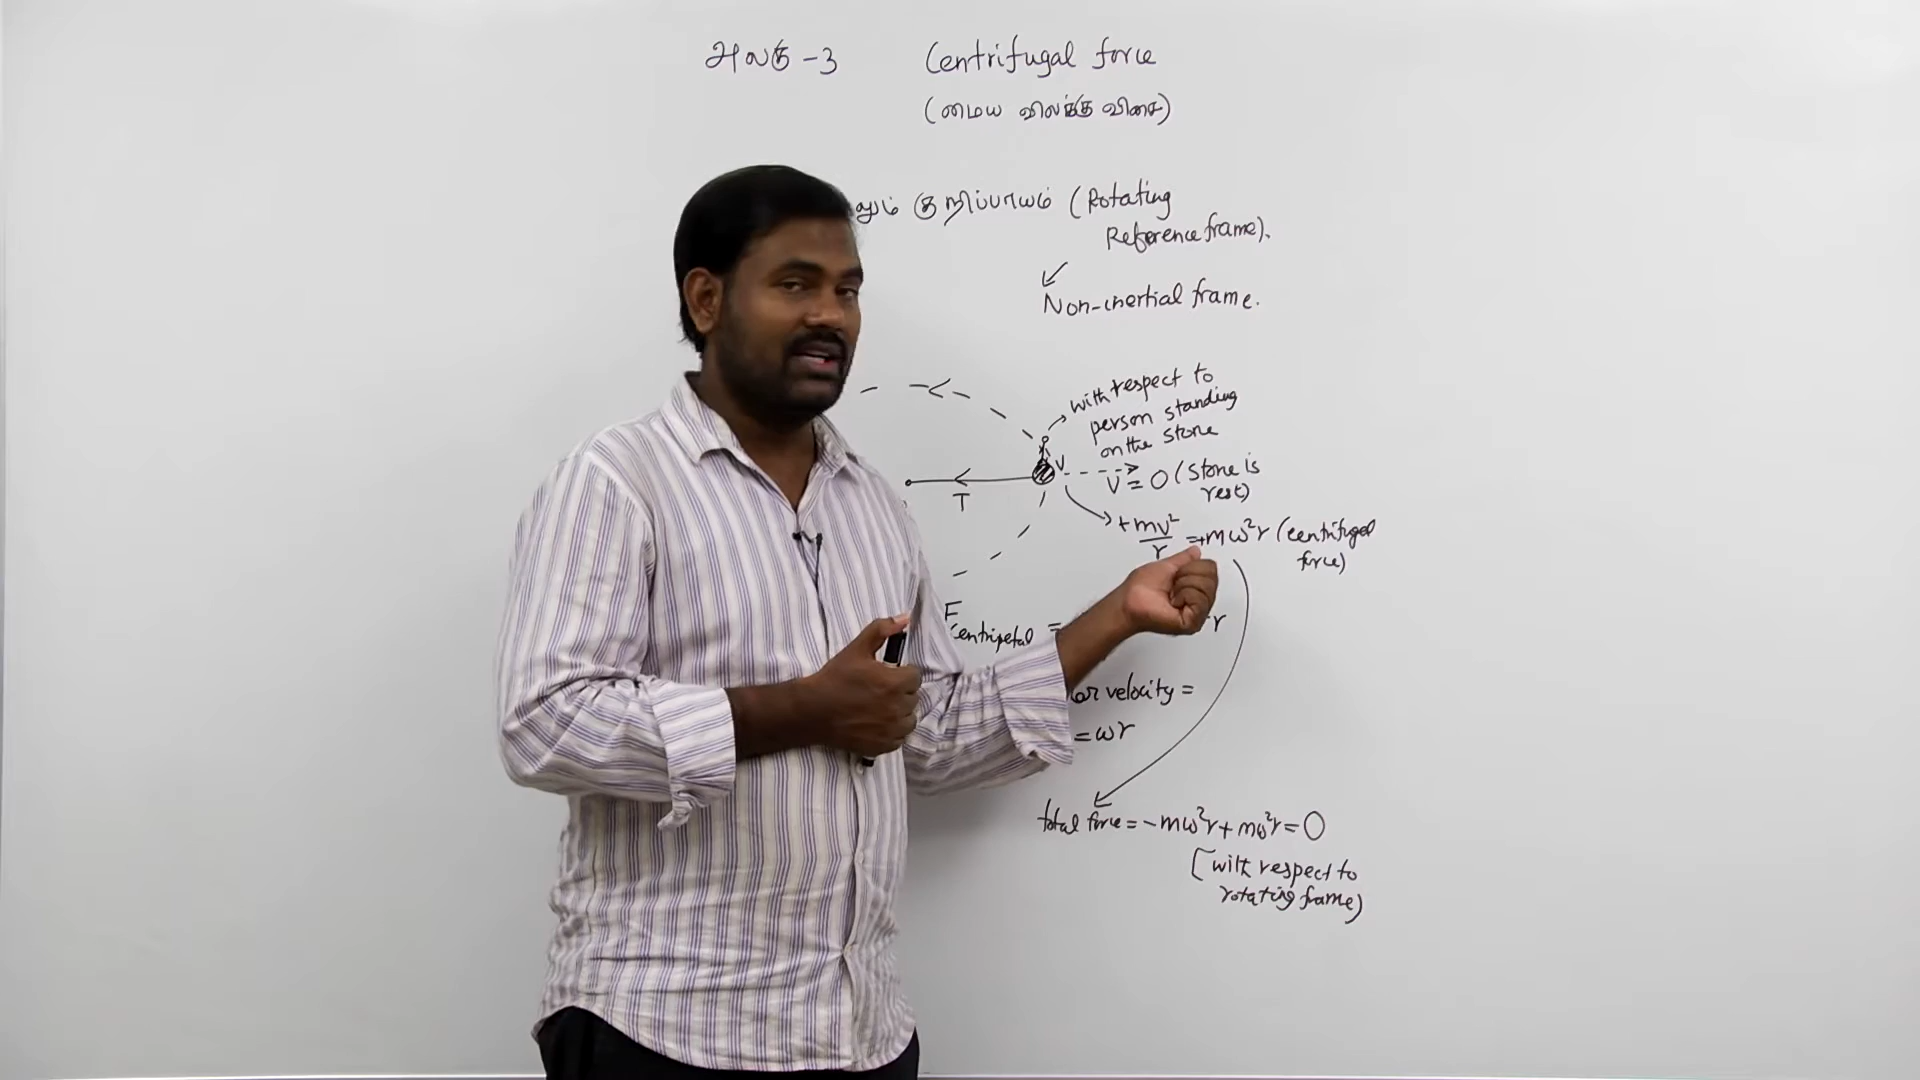 அலகு -3
Centrifugal force
(மைய விலக்கு விசை)
லும் குறிப்பாயம் (Rotating
Reference frame).
Non-inertial frame.
with respect to
person standing
on the stone
V
T
V = 0 (Stone is
rest)
+mv²
r
=+mω²r (centrifugal
force)
F
centripetal =
r
or velocity =
=ωr
total force = -mω²r + mω²r = 0
[with respect to
rotating frame)